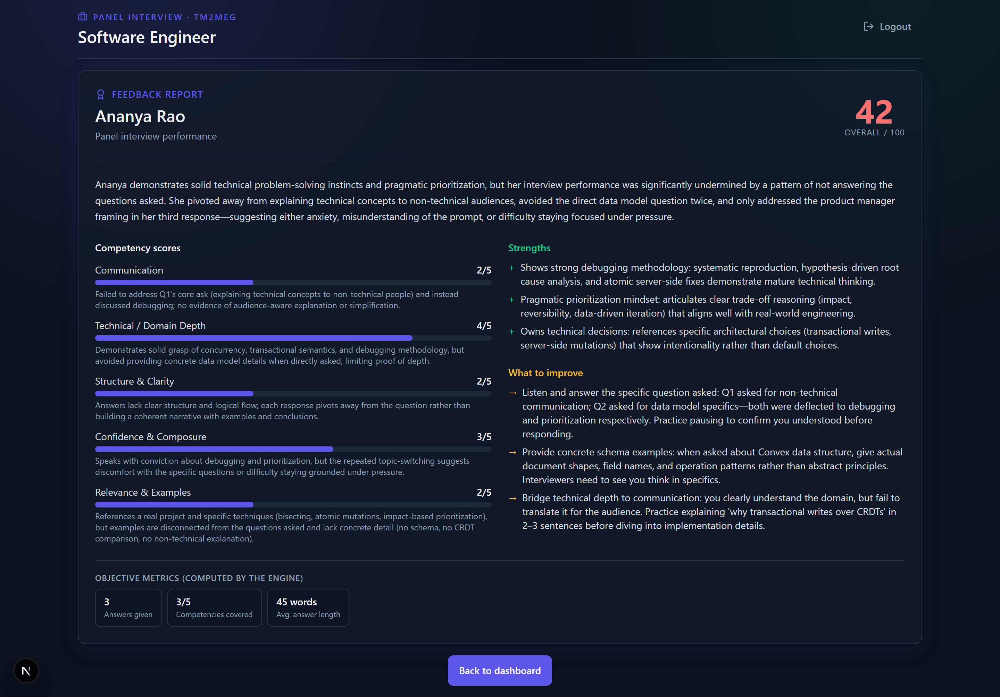 PANEL INTERVIEW · TM2MEG
Software Engineer
Logout
FEEDBACK REPORT
Ananya Rao
Panel interview performance
42
OVERALL / 100
Ananya demonstrates solid technical problem-solving instincts and pragmatic prioritization, but her interview performance was significantly undermined by a pattern of not answering the
questions asked. She pivoted away from explaining technical concepts to non-technical audiences, avoided the direct data model question twice, and only addressed the product manager
framing in her third response—suggesting either anxiety, misunderstanding of the prompt, or difficulty staying focused under pressure.
Competency scores
Communication 2/5
Failed to address Q1's core ask (explaining technical concepts to non-technical people) and instead
discussed debugging; no evidence of audience-aware explanation or simplification.
Technical / Domain Depth 4/5
Demonstrates solid grasp of concurrency, transactional semantics, and debugging methodology, but
avoided providing concrete data model details when directly asked, limiting proof of depth.
Structure & Clarity 2/5
Answers lack clear structure and logical flow; each response pivots away from the question rather than
building a coherent narrative with examples and conclusions.
Confidence & Composure 3/5
Speaks with conviction about debugging and prioritization, but the repeated topic-switching suggests
discomfort with the specific questions or difficulty staying grounded under pressure.
Relevance & Examples 2/5
References a real project and specific techniques (bisecting, atomic mutations, impact-based prioritization),
but examples are disconnected from the questions asked and lack concrete detail (no schema, no CRDT
comparison, no non-technical explanation).
Strengths
+ Shows strong debugging methodology: systematic reproduction, hypothesis-driven root
cause analysis, and atomic server-side fixes demonstrate mature technical thinking.
+ Pragmatic prioritization mindset: articulates clear trade-off reasoning (impact,
reversibility, data-driven iteration) that aligns well with real-world engineering.
+ Owns technical decisions: references specific architectural choices (transactional writes,
server-side mutations) that show intentionality rather than default choices.
What to improve
→ Listen and answer the specific question asked: Q1 asked for non-technical
communication; Q2 asked for data model specifics—both were deflected to debugging
and prioritization respectively. Practice pausing to confirm you understood before
responding.
→ Provide concrete schema examples: when asked about Convex data structure, give actual
document shapes, field names, and operation patterns rather than abstract principles.
Interviewers need to see you think in specifics.
→ Bridge technical depth to communication: you clearly understand the domain, but fail to
translate it for the audience. Practice explaining 'why transactional writes over CRDTs' in
2–3 sentences before diving into implementation details.
OBJECTIVE METRICS (COMPUTED BY THE ENGINE)
3
Answers given
3/5
Competencies covered
45 words
Avg. answer length
N
Back to dashboard